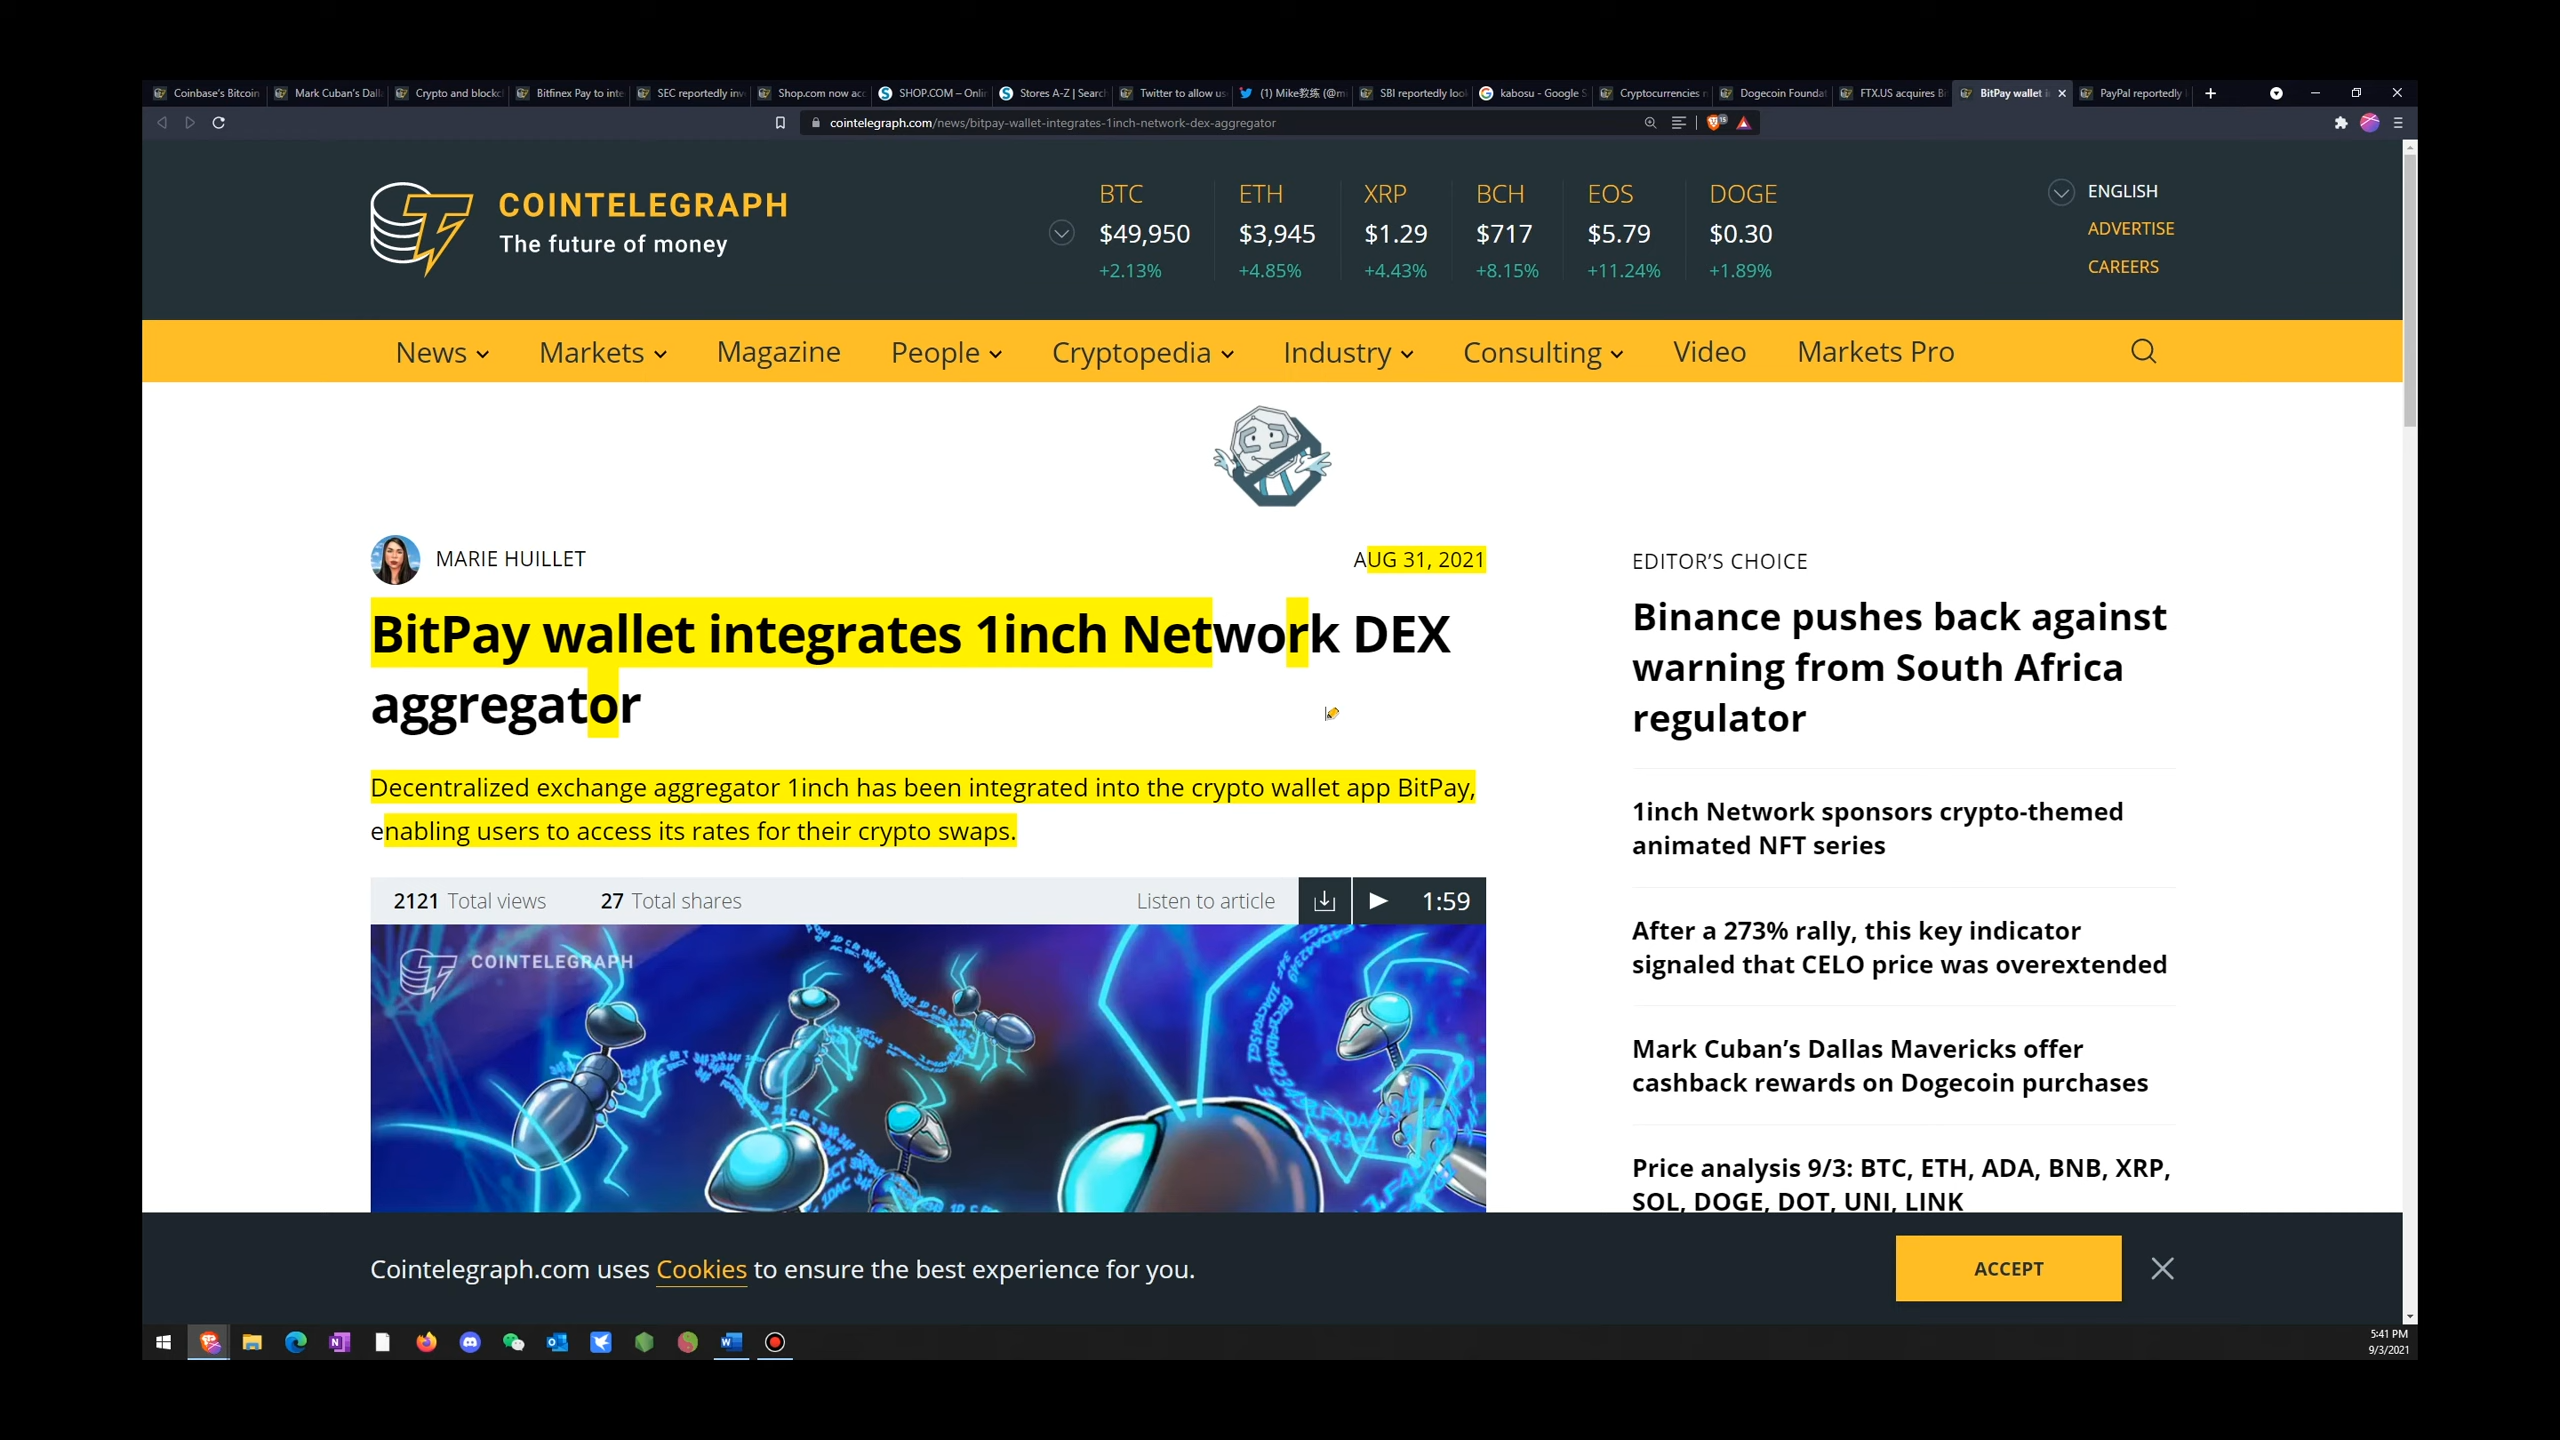 Coinbase's Bitcoin
Mark Cuban's Dall
Crypto and blockc
Bitfinex Pay to inte
SEC reportedly inv
Shop.com now acc
SHOP.COM – Onli
Stores A-Z | Search
Twitter to allow us
(1) Mike教练 (@m
SBI reportedly loo
kabosu - Google S
Cryptocurrencies
Dogecoin Foundat
FTX.US acquires B
BitPay wallet i
PayPal reportedly
cointelegraph.com/news/bitpay-wallet-integrates-1inch-network-dex-aggregator
COINTELEGRAPH
The future of money
BTC ETH XRP BCH EOS DOGE
$49,950 $3,945 $1.29 $717 $5.79 $0.30
+2.13% +4.85% +4.43% +8.15% +11.24% +1.89%
ENGLISH
ADVERTISE
CAREERS
News Markets Magazine People Cryptopedia Industry Consulting Video Markets Pro
MARIE HUILLET
AUG 31, 2021
BitPay wallet integrates 1inch Network DEX
aggregator
Decentralized exchange aggregator 1inch has been integrated into the crypto wallet app BitPay,
enabling users to access its rates for their crypto swaps.
2121 Total views 27 Total shares Listen to article 1:59
COINTELEGRAPH
EDITOR'S CHOICE
Binance pushes back against
warning from South Africa
regulator
1inch Network sponsors crypto-themed
animated NFT series
After a 273% rally, this key indicator
signaled that CELO price was overextended
Mark Cuban's Dallas Mavericks offer
cashback rewards on Dogecoin purchases
Price analysis 9/3: BTC, ETH, ADA, BNB, XRP,
SOL, DOGE, DOT, UNI, LINK
Cointelegraph.com uses Cookies to ensure the best experience for you.
ACCEPT
5:41 PM
9/3/2021